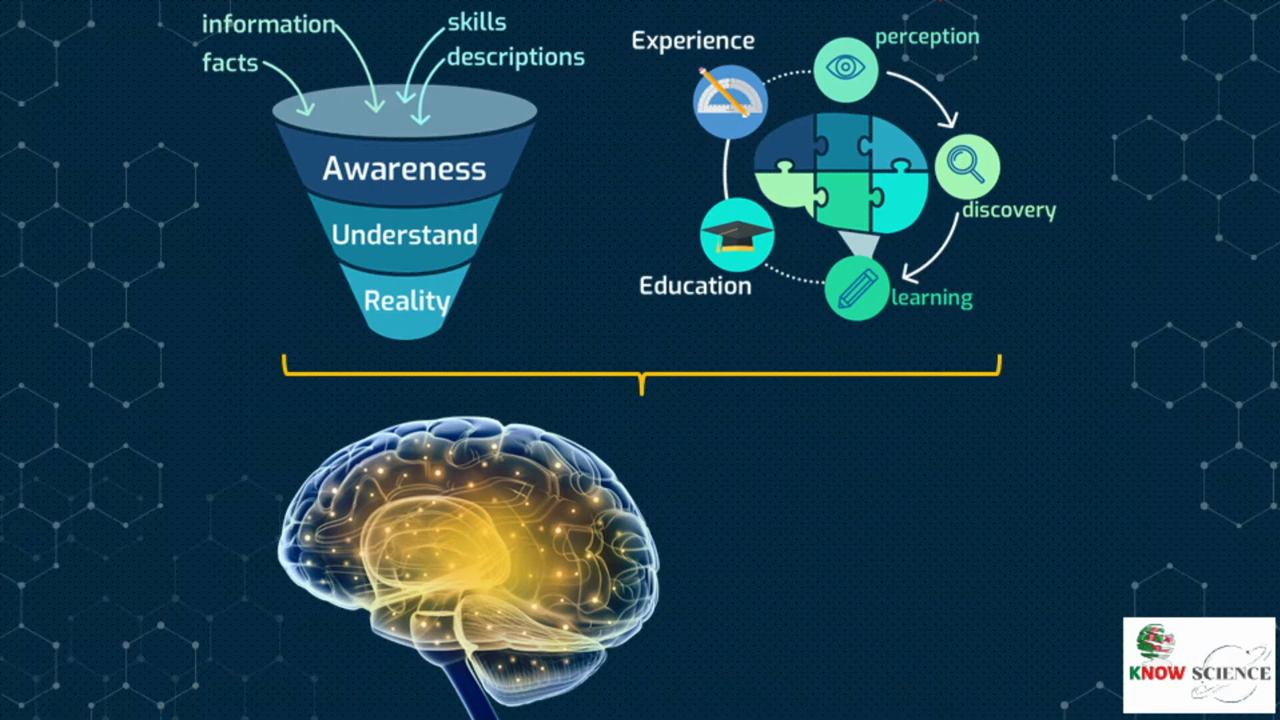 information
facts
skills
descriptions
Awareness
Understand
Reality
Experience
perception
discovery
Education
learning
KNOW SCIENCE